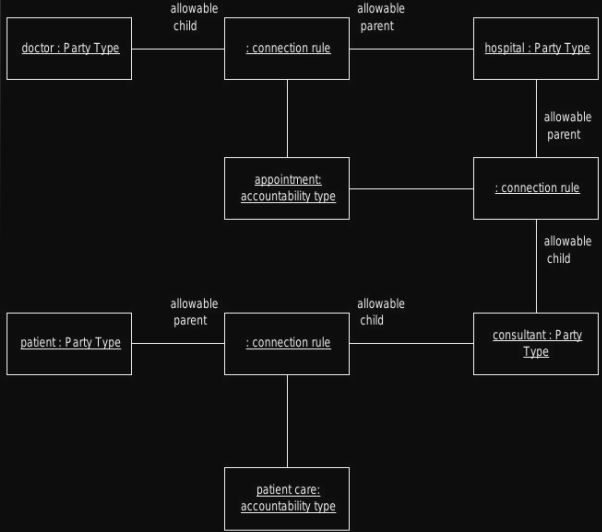 allowable
child
allowable
parent
doctor : Party Type
: connection rule
hospital : Party Type
allowable
parent
appointment:
accountability type
: connection rule
allowable
child
allowable
parent
allowable
child
patient : Party Type
: connection rule
consultant : Party
Type
patient care:
accountability type